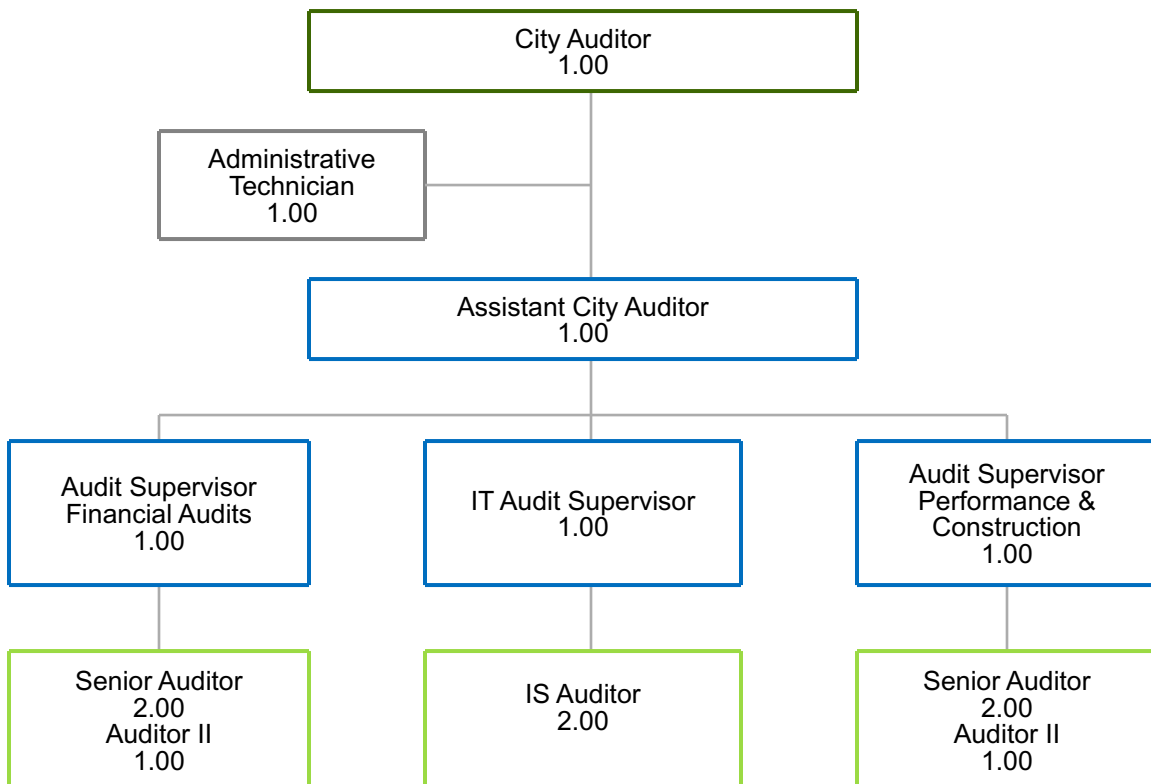 City Auditor
1.00
Administrative
Technician
1.00
Assistant City Auditor
1.00
Audit Supervisor
Financial Audits
1.00
IT Audit Supervisor
1.00
Audit Supervisor
Performance &
Construction
1.00
Senior Auditor
2.00
Auditor II
1.00
IS Auditor
2.00
Senior Auditor
2.00
Auditor II
1.00